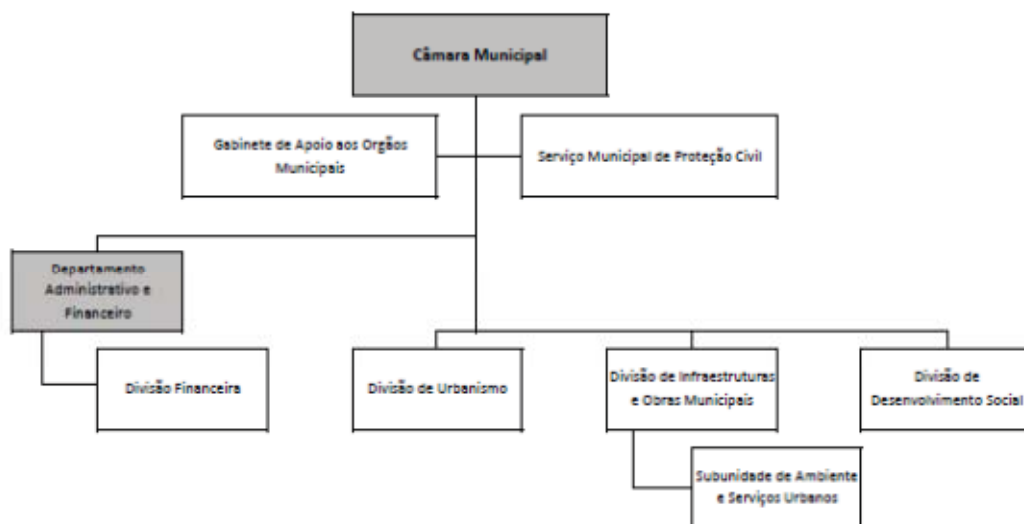 Câmara Municipal
Gabinete de Apoio aos Orgãos
Municipais
Serviço Municipal de Proteção Civil
Departamento
Administrativo e
Financeiro
Divisão Financeira
Divisão de Urbanismo
Divisão de Infraestruturas
e Obras Municipais
Divisão de
Desenvolvimento Social
Subunidade de Ambiente
e Serviços Urbanos